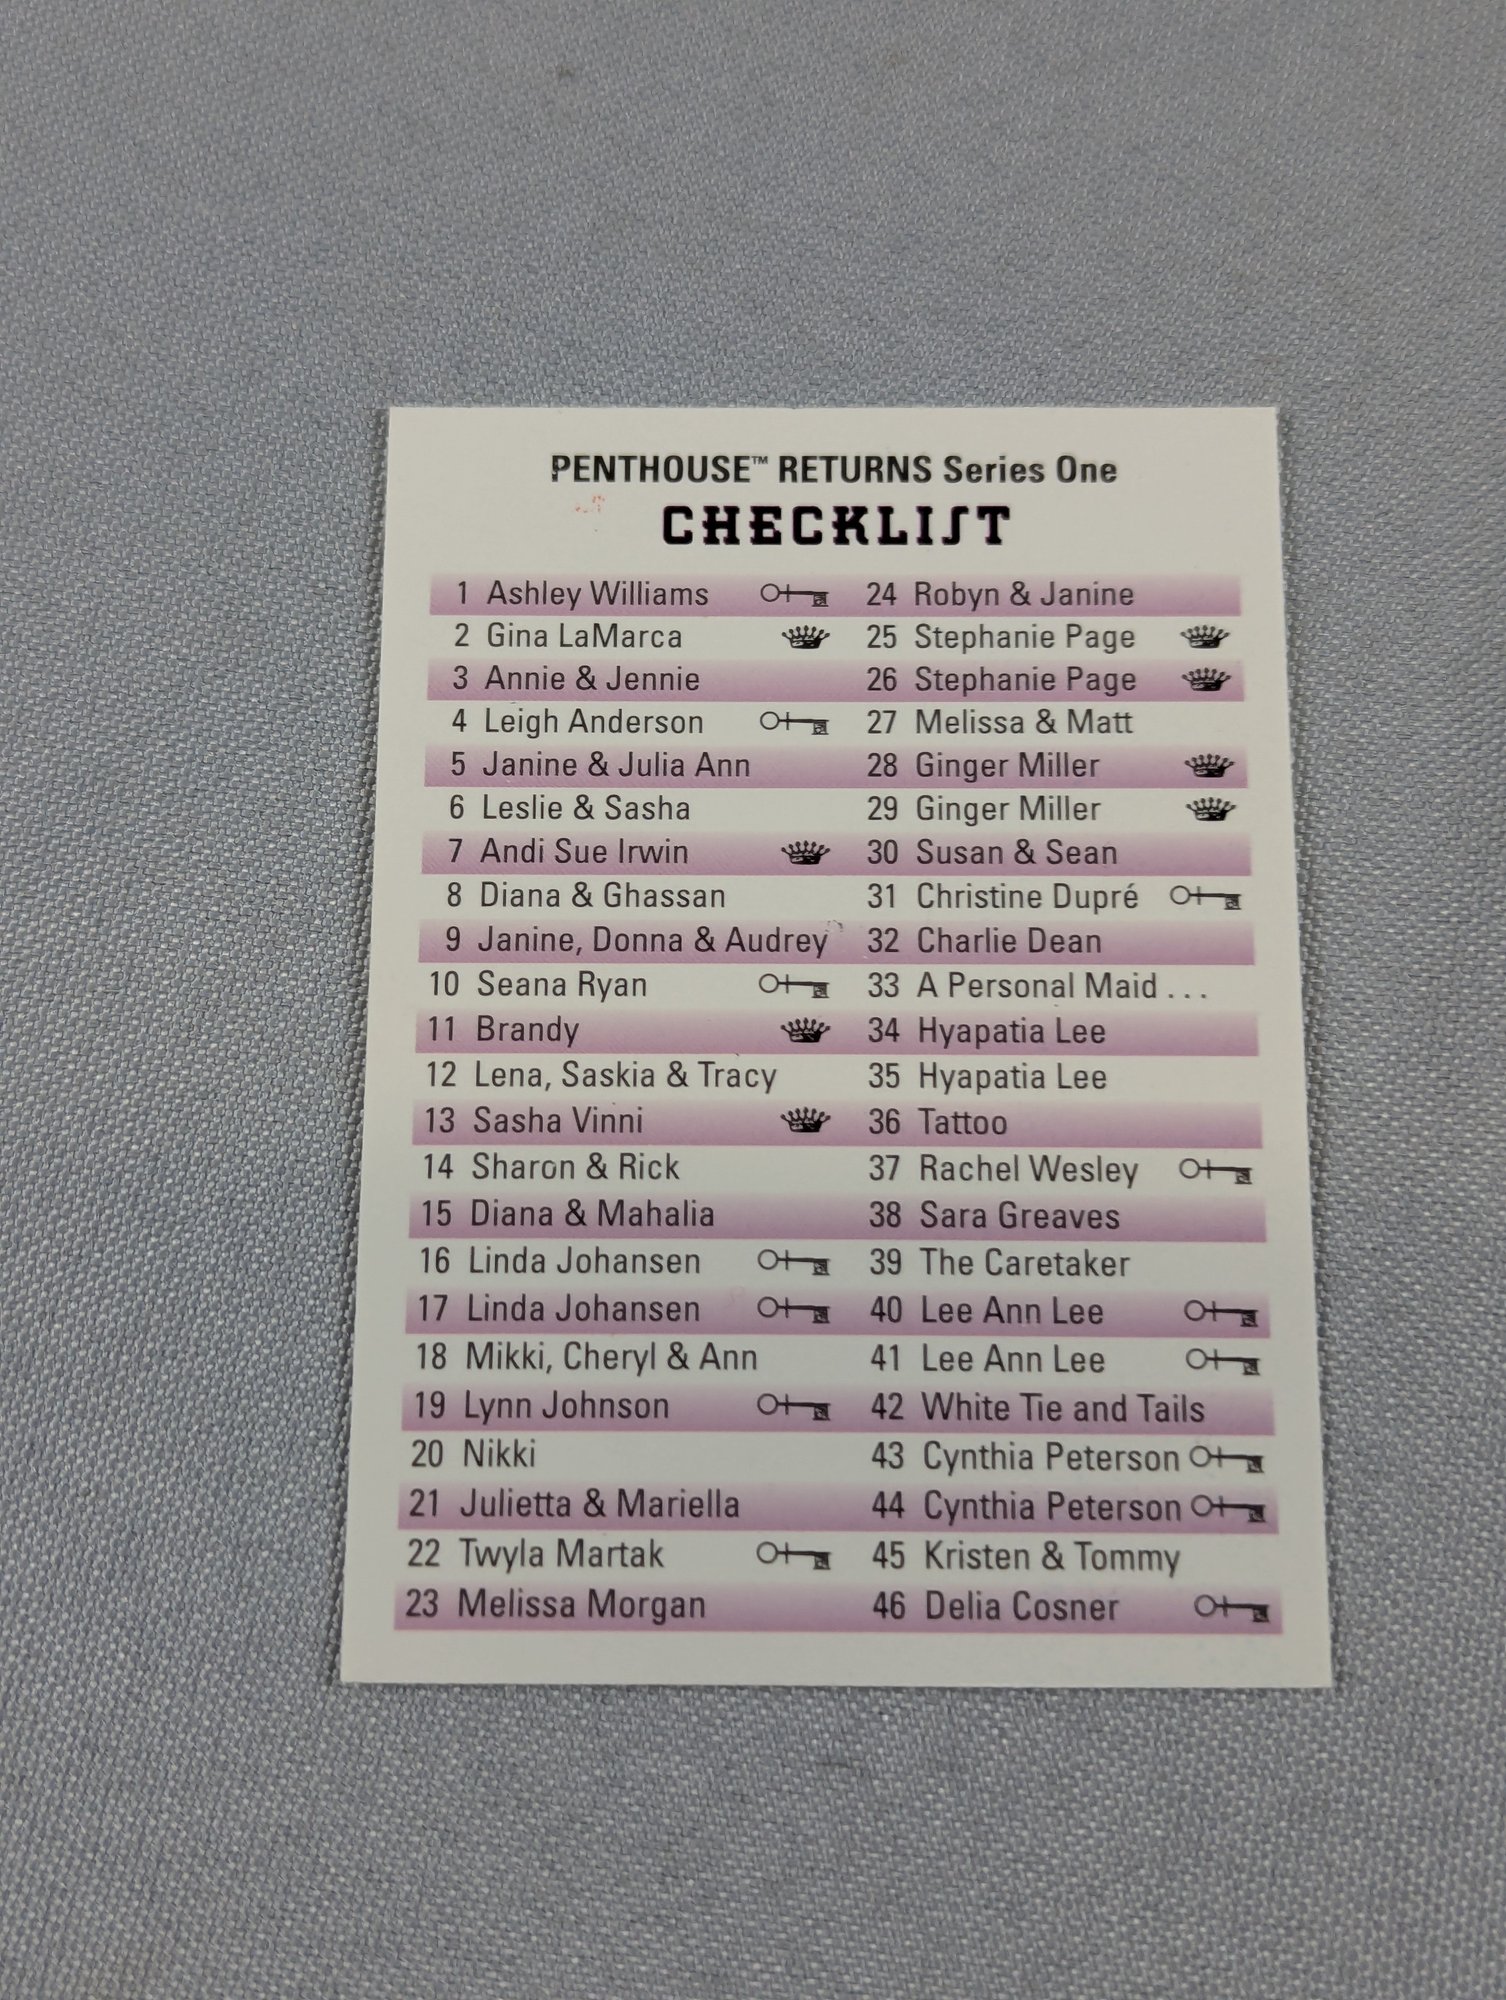 PENTHOUSE™ RETURNS Series One
CHECKLIST
1 Ashley Williams
2 Gina LaMarca
3 Annie & Jennie
4 Leigh Anderson
5 Janine & Julia Ann
6 Leslie & Sasha
7 Andi Sue Irwin
8 Diana & Ghassan
9 Janine, Donna & Audrey
10 Seana Ryan
11 Brandy
12 Lena, Saskia & Tracy
13 Sasha Vinni
14 Sharon & Rick
15 Diana & Mahalia
16 Linda Johansen
17 Linda Johansen
18 Mikki, Cheryl & Ann
19 Lynn Johnson
20 Nikki
21 Julietta & Mariella
22 Twyla Martak
23 Melissa Morgan
24 Robyn & Janine
25 Stephanie Page
26 Stephanie Page
27 Melissa & Matt
28 Ginger Miller
29 Ginger Miller
30 Susan & Sean
31 Christine Dupré
32 Charlie Dean
33 A Personal Maid . . .
34 Hyapatia Lee
35 Hyapatia Lee
36 Tattoo
37 Rachel Wesley
38 Sara Greaves
39 The Caretaker
40 Lee Ann Lee
41 Lee Ann Lee
42 White Tie and Tails
43 Cynthia Peterson
44 Cynthia Peterson
45 Kristen & Tommy
46 Delia Cosner